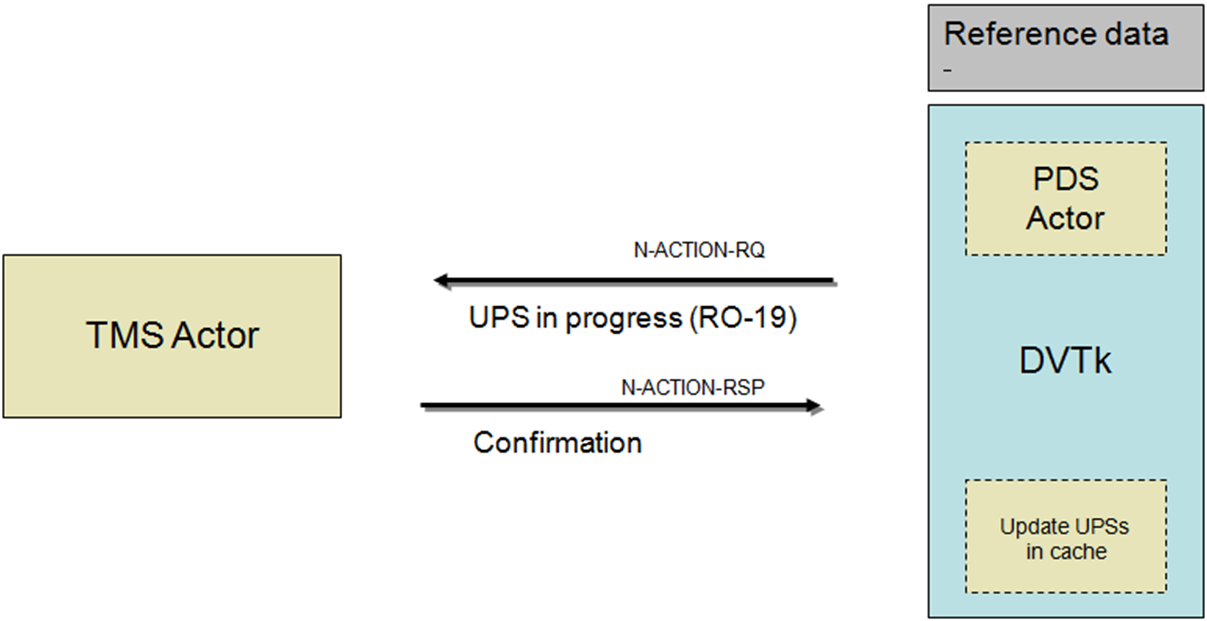 Reference data
-
PDS
Actor
N-ACTION-RQ
UPS in progress (RO-19)
TMS Actor
DVTk
N-ACTION-RSP
Confirmation
Update UPSs
in cache